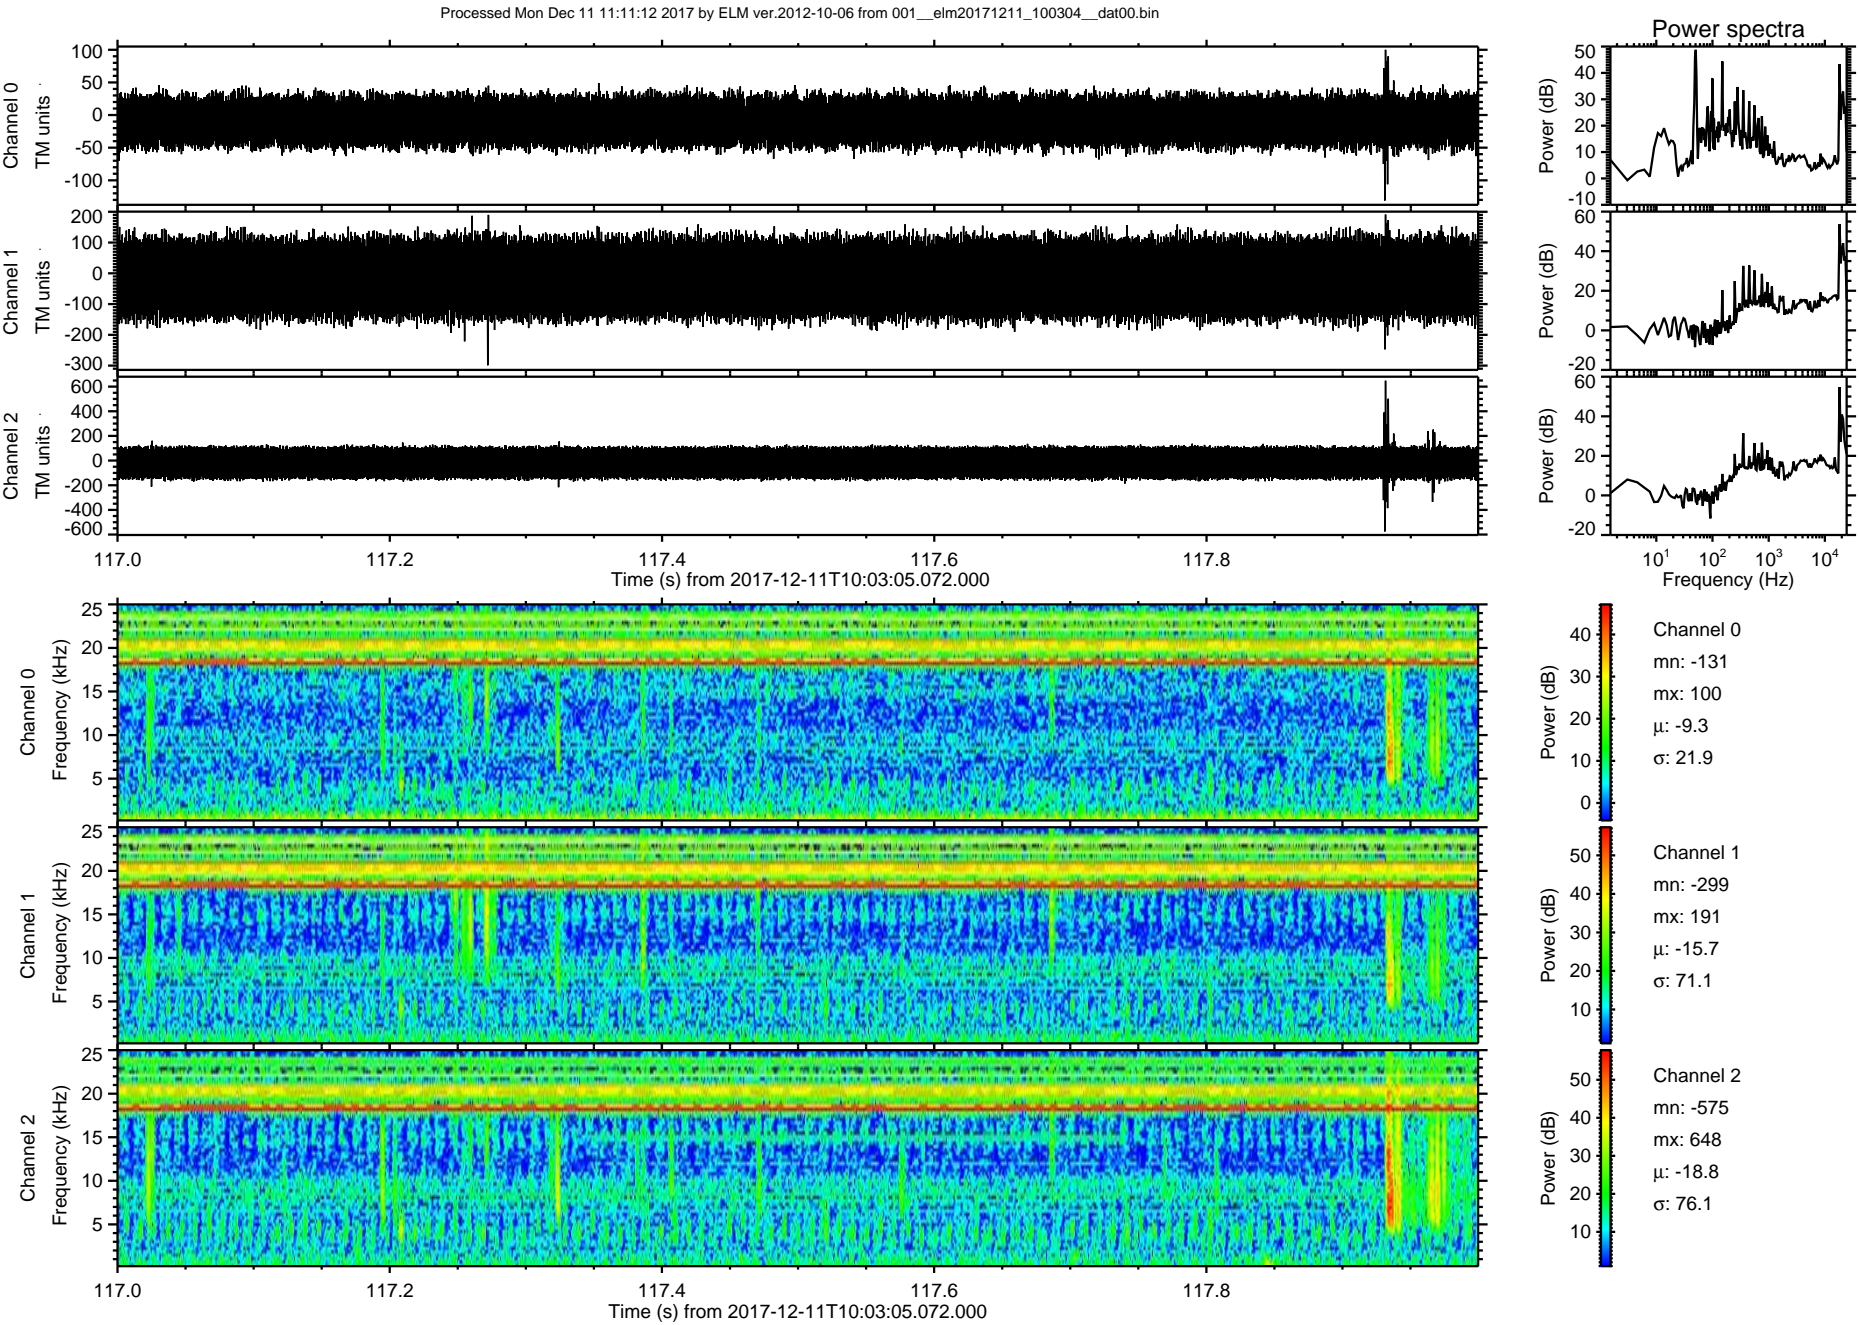 Processed Mon Dec 11 11:11:12 2017 by ELM ver.2012-10-06 from 001__elm20171211_100304__dat00.bin
Power spectra
Channel 0
TM units
100
50
0
-50
-100
Power (dB)
50
40
30
20
10
0
-10
Channel 1
TM units
200
100
0
-100
-200
-300
Power (dB)
60
40
20
0
-20
Channel 2
TM units
600
400
200
0
-200
-400
-600
Power (dB)
60
40
20
0
-20
117.0 117.2 117.4 117.6 117.8
Time (s) from 2017-12-11T10:03:05.072.000
10¹ 10² 10³ 10⁴
Frequency (Hz)
Channel 0
Frequency (kHz)
25
20
15
10
5
Power (dB)
40
30
20
10
0
Channel 0
mn: -131
mx: 100
μ: -9.3
σ: 21.9
Channel 1
Frequency (kHz)
25
20
15
10
5
Power (dB)
50
40
30
20
10
Channel 1
mn: -299
mx: 191
μ: -15.7
σ: 71.1
Channel 2
Frequency (kHz)
25
20
15
10
5
Power (dB)
50
40
30
20
10
Channel 2
mn: -575
mx: 648
μ: -18.8
σ: 76.1
117.0 117.2 117.4 117.6 117.8
Time (s) from 2017-12-11T10:03:05.072.000